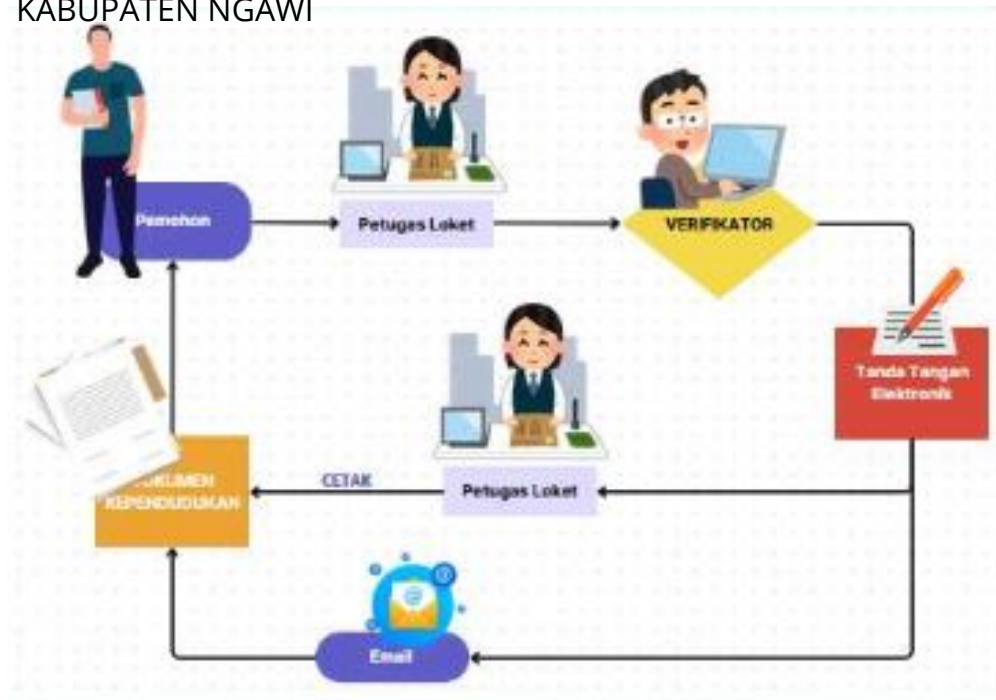 KABUPATEN NGAWI
Pemohon
Petugas Loket
VERIFIKATOR
Tanda Tangan
Elektronik
Petugas Loket
CETAK
KEPENDUDUKAN
Email